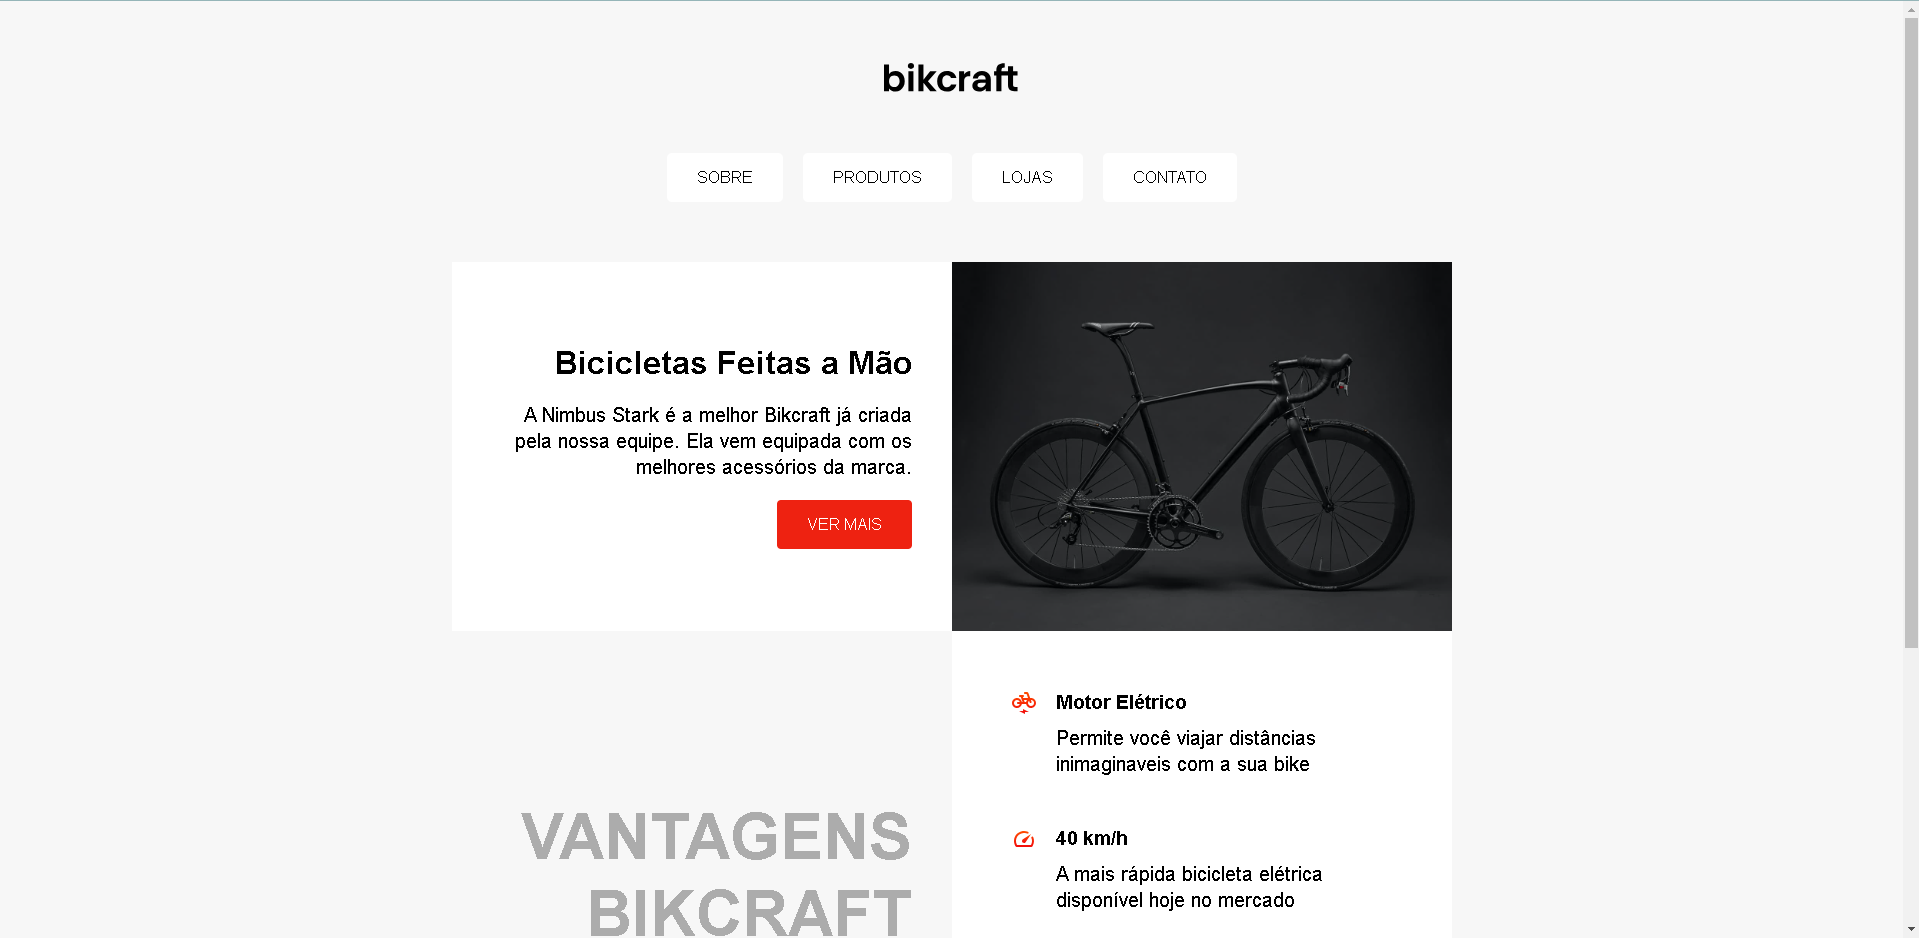 bikcraft
SOBRE
PRODUTOS
LOJAS
CONTATO
Bicicletas Feitas a Mão
A Nimbus Stark é a melhor Bikcraft já criada
pela nossa equipe. Ela vem equipada com os
melhores acessórios da marca.
VER MAIS
VANTAGENS
BIKCRAFT
Motor Elétrico
Permite você viajar distâncias
inimaginaveis com a sua bike
40 km/h
A mais rápida bicicleta elétrica
disponível hoje no mercado